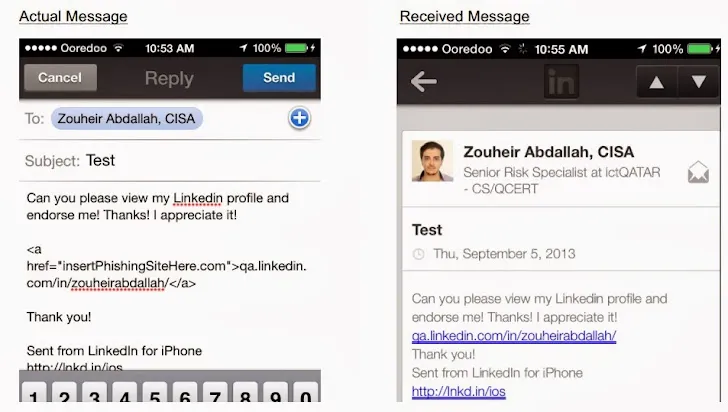 Actual Message
Ooredoo 10:53 AM 100%
Cancel Reply Send
To: Zouheir Abdallah, CISA
Subject: Test
Can you please view my Linkedin profile and
endorse me! Thanks! I appreciate it!
<a
href="insertPhishingSiteHere.com">qa.linkedin.
com/in/zouheirabdallah/</a>
Thank you!
Sent from LinkedIn for iPhone
http://lnkd.in/ios
1 2 3 4 5 6 7 8 9 0
Received Message
Ooredoo 10:55 AM 100%
in
Zouheir Abdallah, CISA
Senior Risk Specialist at ictQATAR
- CS/QCERT
Test
Thu, September 5, 2013
Can you please view my Linkedin profile and
endorse me! Thanks! I appreciate it!
qa.linkedin.com/in/zouheirabdallah/
Thank you!
Sent from LinkedIn for iPhone
http://lnkd.in/ios